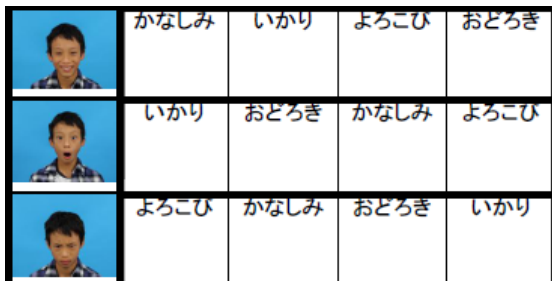 かなしみ いかり よろこび おどろき
いかり おどろき かなしみ よろこび
よろこび かなしみ おどろき いかり